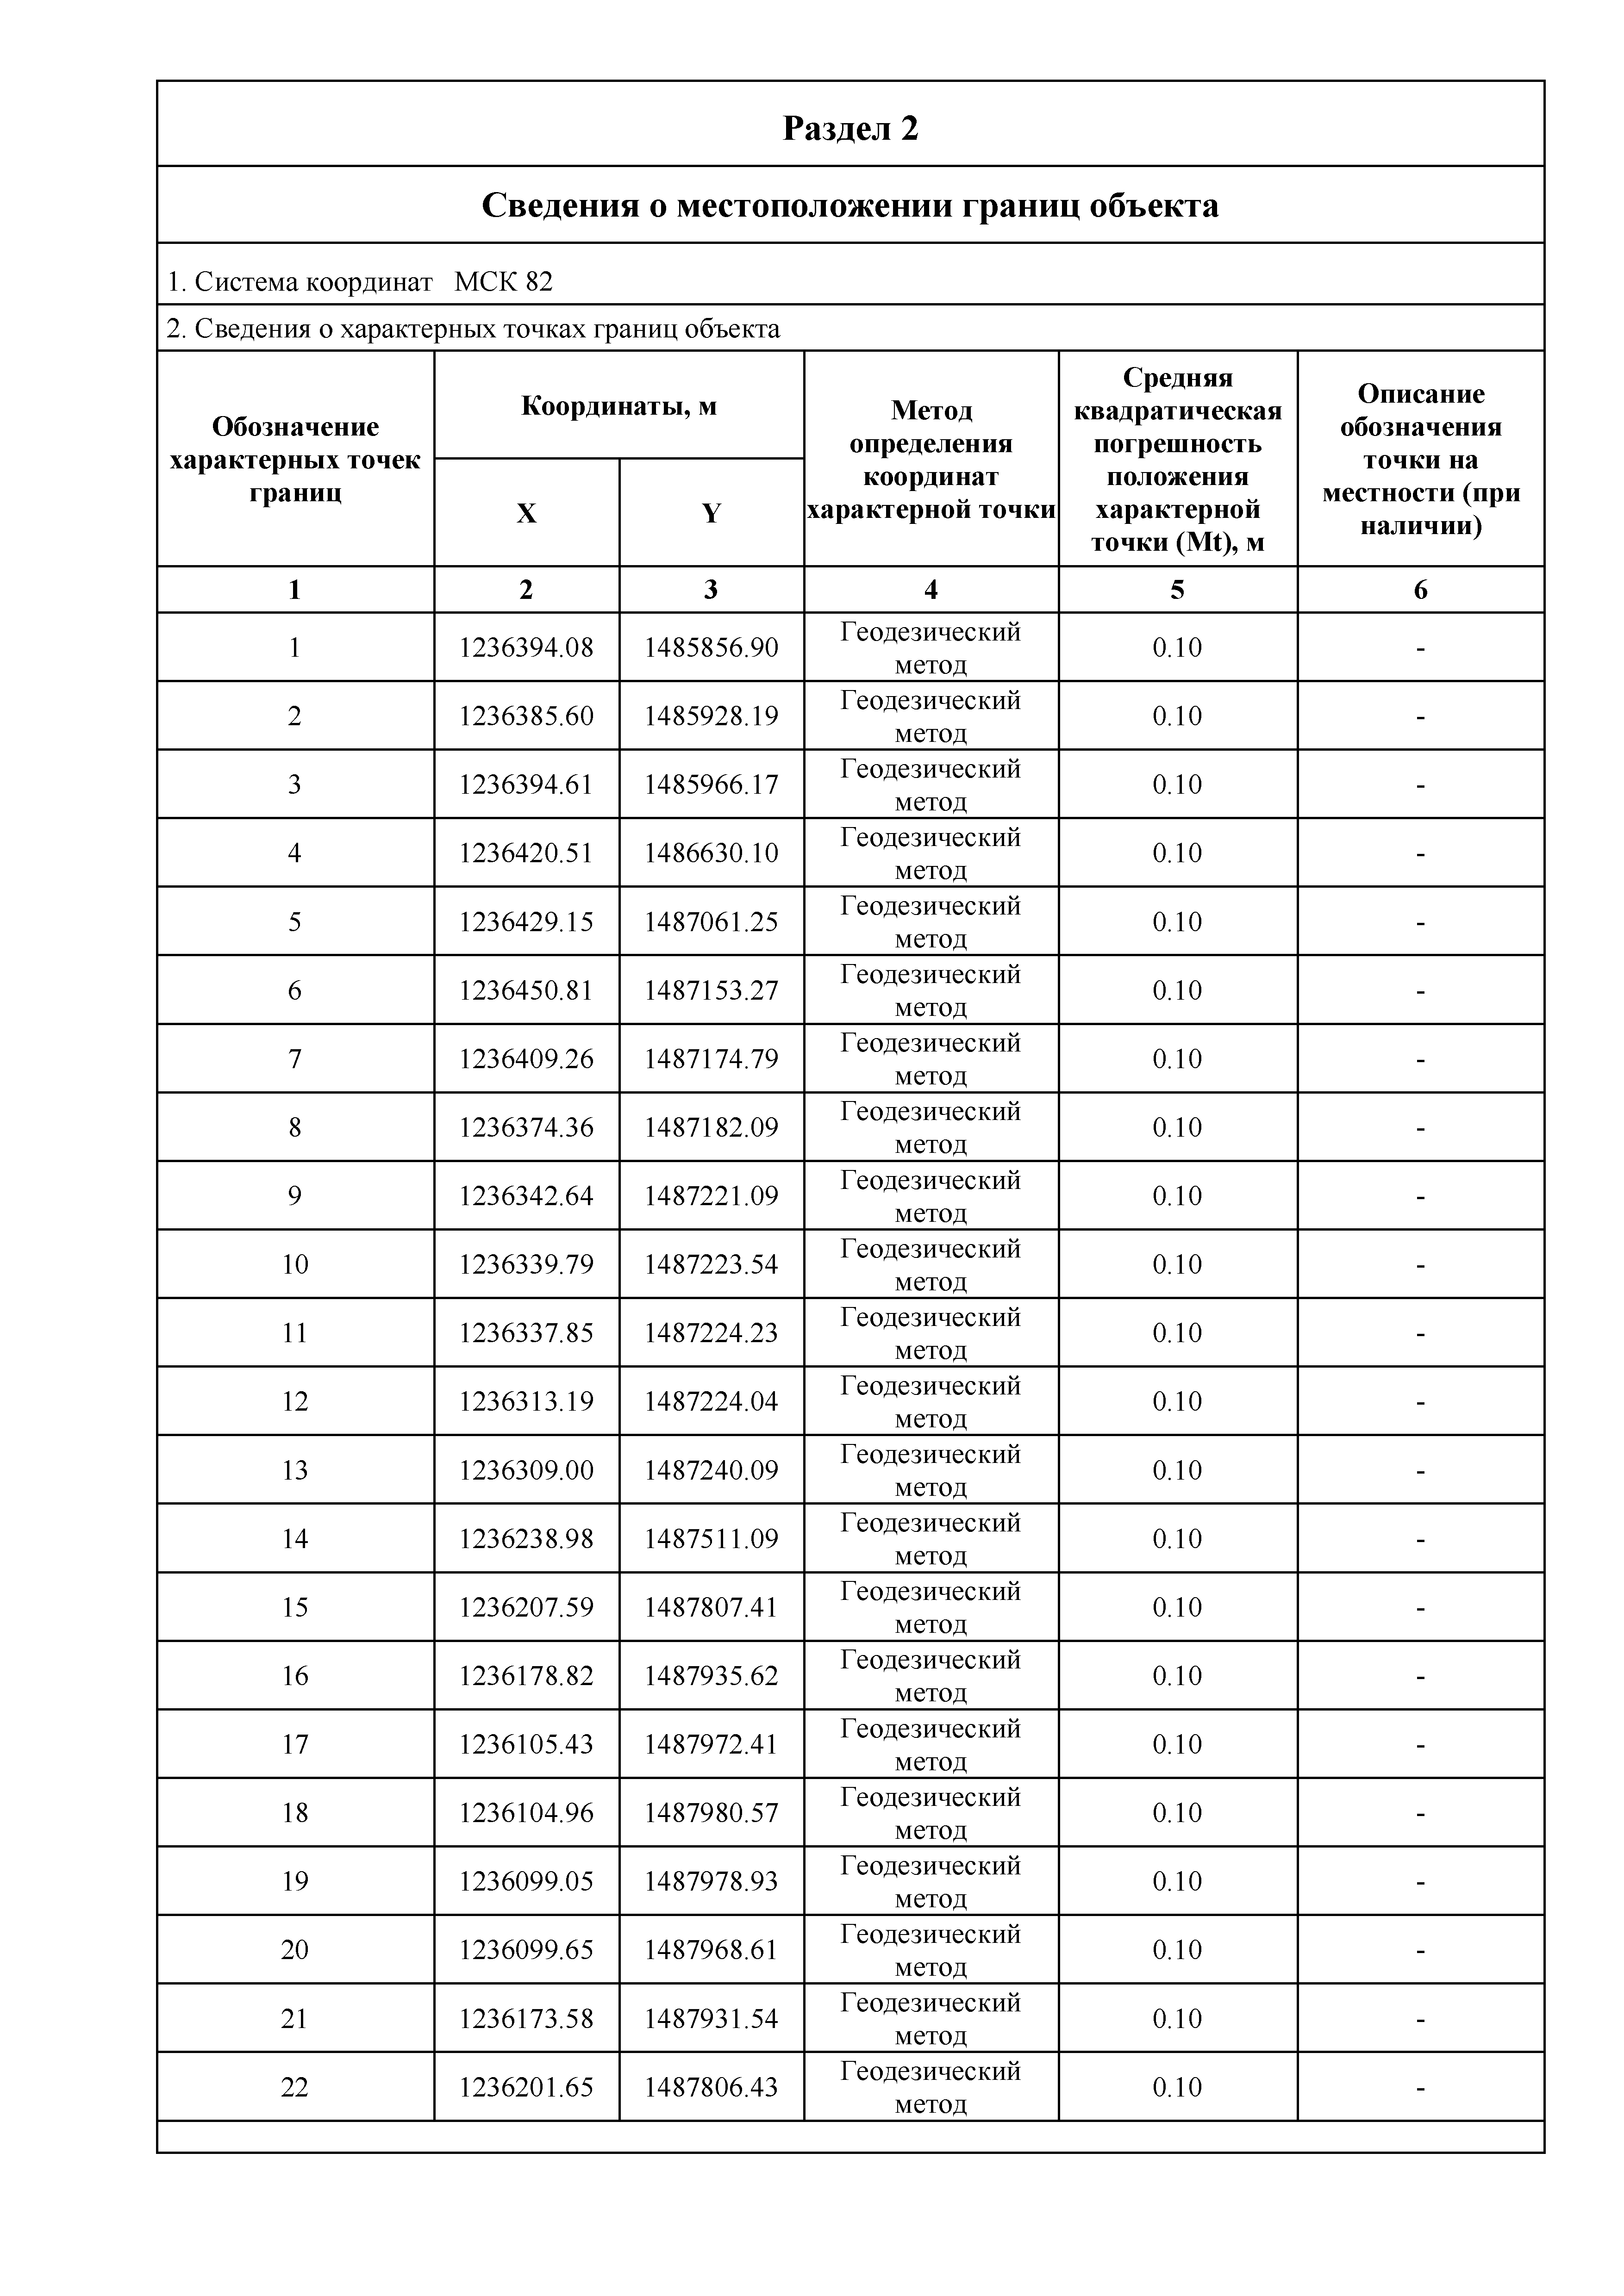 Раздел 2
Сведения о местоположении границ объекта
1. Система координат МСК 82
2. Сведения о характерных точках границ объекта
Обозначение
характерных точек
границ
Координаты, м
X
Y
Метод
определения
координат
характерной точки
Средняя
квадратическая
погрешность
положения
характерной
точки (Mt), м
Описание
обозначения
точки на
местности (при
наличии)
1 2 3 4 5 6
1 1236394.08 1485856.90 Геодезический метод 0.10 -
2 1236385.60 1485928.19 Геодезический метод 0.10 -
3 1236394.61 1485966.17 Геодезический метод 0.10 -
4 1236420.51 1486630.10 Геодезический метод 0.10 -
5 1236429.15 1487061.25 Геодезический метод 0.10 -
6 1236450.81 1487153.27 Геодезический метод 0.10 -
7 1236409.26 1487174.79 Геодезический метод 0.10 -
8 1236374.36 1487182.09 Геодезический метод 0.10 -
9 1236342.64 1487221.09 Геодезический метод 0.10 -
10 1236339.79 1487223.54 Геодезический метод 0.10 -
11 1236337.85 1487224.23 Геодезический метод 0.10 -
12 1236313.19 1487224.04 Геодезический метод 0.10 -
13 1236309.00 1487240.09 Геодезический метод 0.10 -
14 1236238.98 1487511.09 Геодезический метод 0.10 -
15 1236207.59 1487807.41 Геодезический метод 0.10 -
16 1236178.82 1487935.62 Геодезический метод 0.10 -
17 1236105.43 1487972.41 Геодезический метод 0.10 -
18 1236104.96 1487980.57 Геодезический метод 0.10 -
19 1236099.05 1487978.93 Геодезический метод 0.10 -
20 1236099.65 1487968.61 Геодезический метод 0.10 -
21 1236173.58 1487931.54 Геодезический метод 0.10 -
22 1236201.65 1487806.43 Геодезический метод 0.10 -